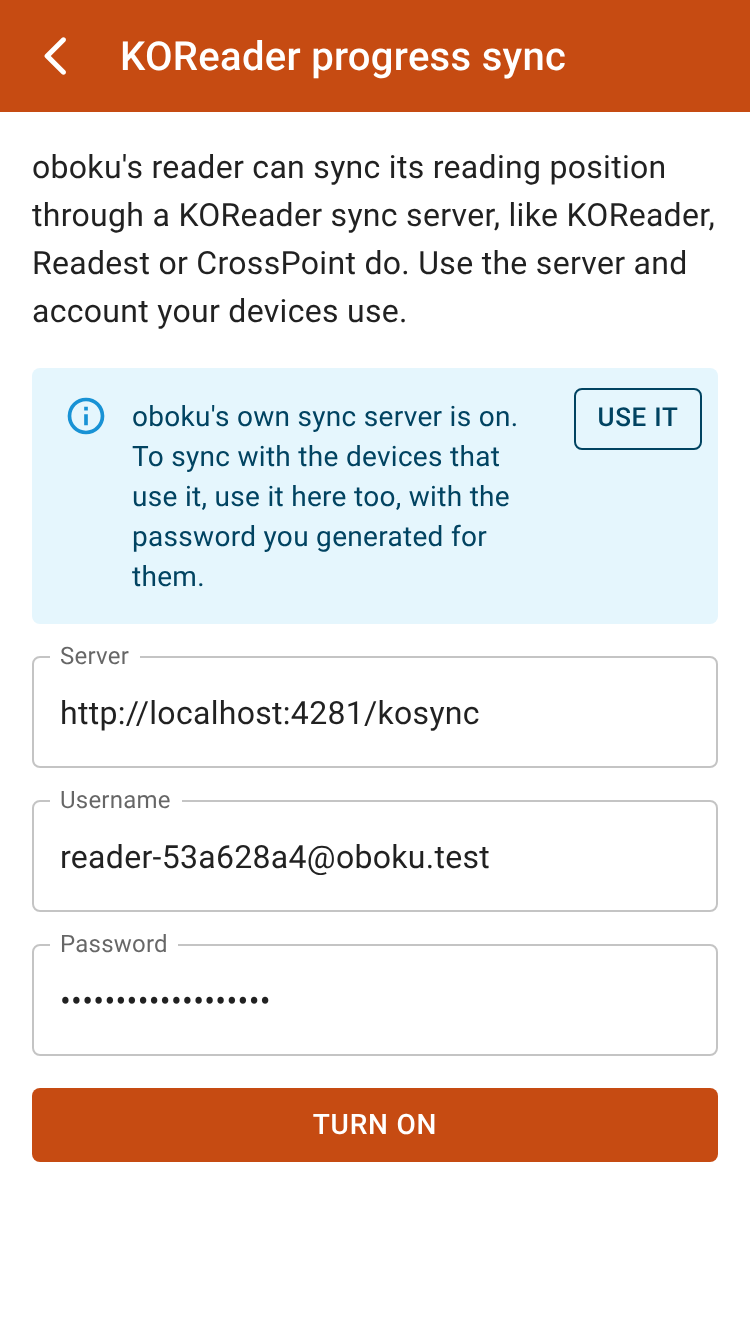 KOReader progress sync
oboku's reader can sync its reading position
through a KOReader sync server, like KOReader,
Readest or CrossPoint do. Use the server and
account your devices use.
oboku's own sync server is on.
To sync with the devices that
use it, use it here too, with the
password you generated for
them.
USE IT
Server
http://localhost:4281/kosync
Username
reader-53a628a4@oboku.test
Password
•••••••••••••••••••
TURN ON